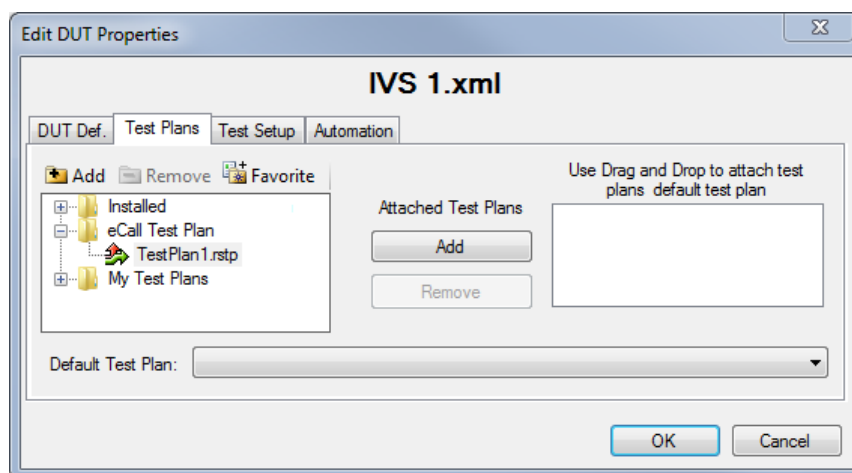 Edit DUT Properties
IVS 1.xml
DUT Def. Test Plans Test Setup Automation
Add Remove Favorite
Installed
eCall Test Plan
TestPlan1.rstp
My Test Plans
Attached Test Plans
Add
Remove
Use Drag and Drop to attach test
plans default test plan
Default Test Plan:
OK Cancel